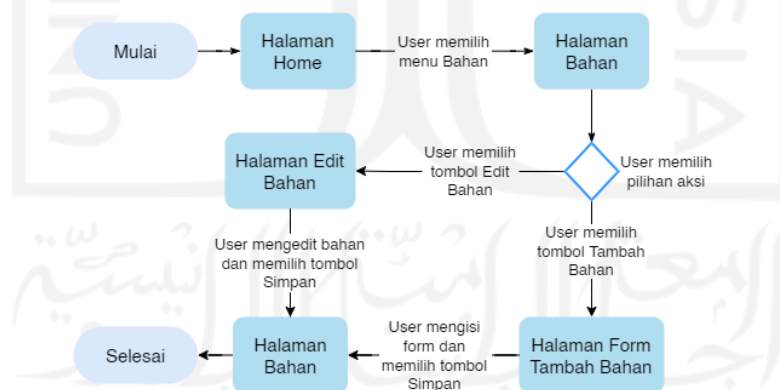 Mulai
Halaman
Home
User memilih
menu Bahan
Halaman
Bahan
User memilih
pilihan aksi
User memilih
tombol Edit
Bahan
Halaman Edit
Bahan
User mengedit bahan
dan memilih tombol
Simpan
User memilih
tombol Tambah
Bahan
Halaman Form
Tambah Bahan
User mengisi
form dan
memilih tombol
Simpan
Halaman
Bahan
Selesai